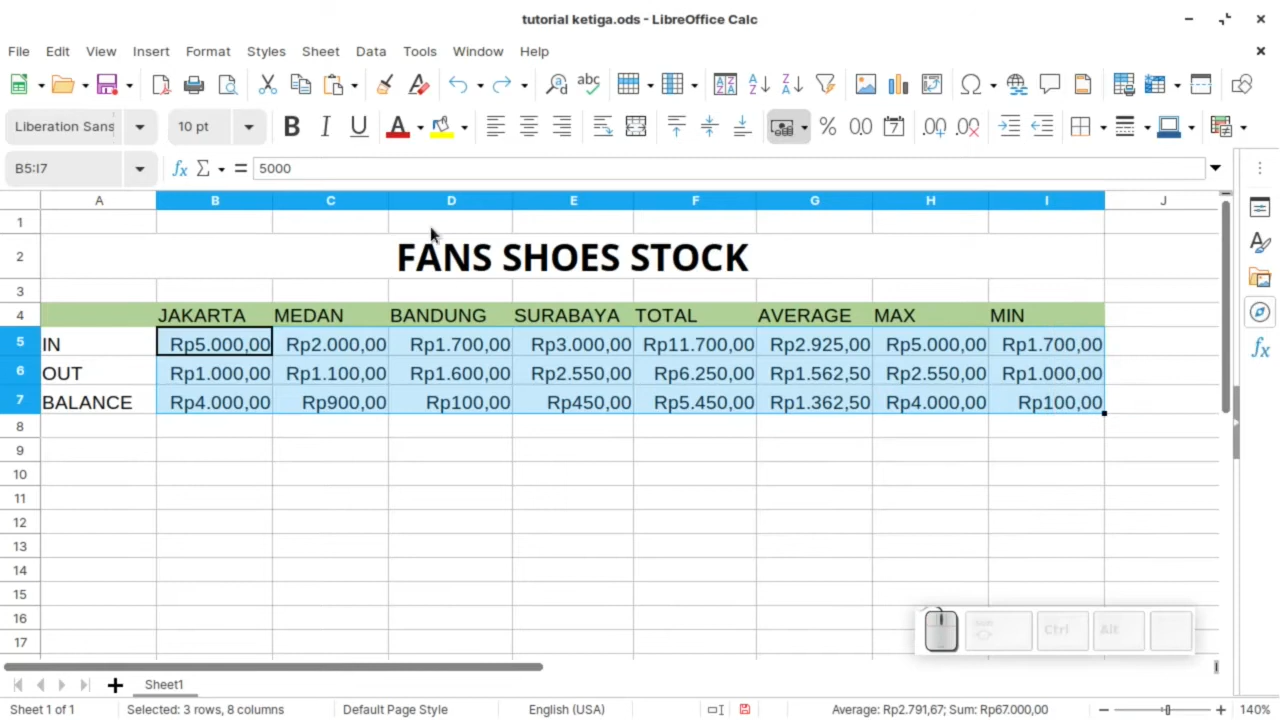 tutorial ketiga.ods - LibreOffice Calc
File Edit View Insert Format Styles Sheet Data Tools Window Help
Liberation Sans 10 pt
B5:I7 5000
A B C D E F G H I J
1
2 FANS SHOES STOCK
3
4 JAKARTA MEDAN BANDUNG SURABAYA TOTAL AVERAGE MAX MIN
5 IN Rp5.000,00 Rp2.000,00 Rp1.700,00 Rp3.000,00 Rp11.700,00 Rp2.925,00 Rp5.000,00 Rp1.700,00
6 OUT Rp1.000,00 Rp1.100,00 Rp1.600,00 Rp2.550,00 Rp6.250,00 Rp1.562,50 Rp2.550,00 Rp1.000,00
7 BALANCE Rp4.000,00 Rp900,00 Rp100,00 Rp450,00 Rp5.450,00 Rp1.362,50 Rp4.000,00 Rp100,00
8
9
10
11
12
13
14
15
16
17
Ctrl Alt
Sheet1
Sheet 1 of 1 Selected: 3 rows, 8 columns Default Page Style English (USA) Average: Rp2.791,67; Sum: Rp67.000,00 140%